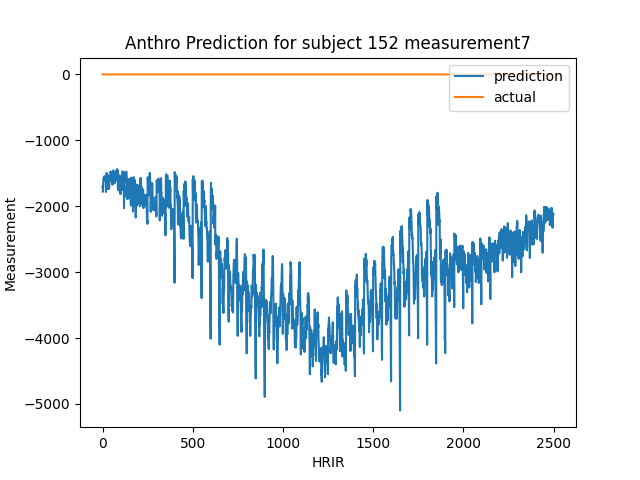 Anthro Prediction for subject 152 measurement7
prediction
actual
0
−1000
−2000
−3000
−4000
−5000
Measurement
0 500 1000 1500 2000 2500
HRIR